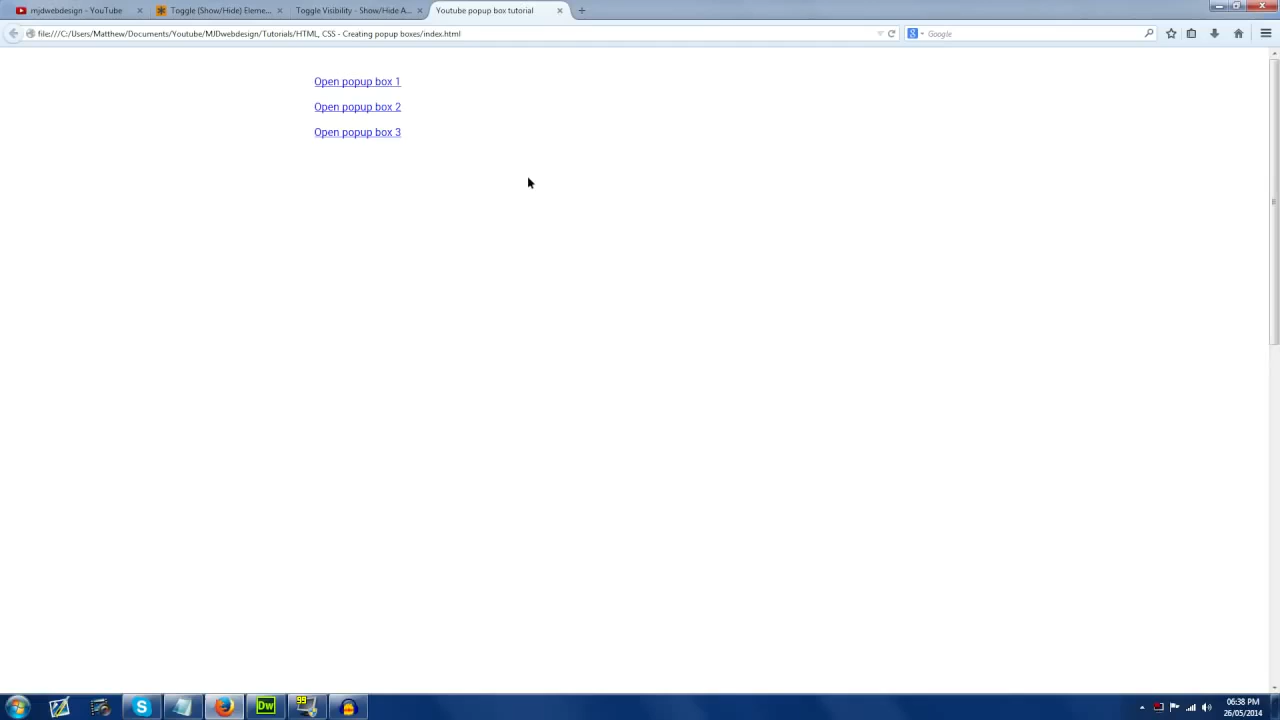 mjdwebdesign - YouTube
Toggle (Show/Hide) Eleme...
Toggle Visibility - Show/Hide A...
Youtube popup box tutorial
file:///C:/Users/Matthew/Documents/Youtube/MJDwebdesign/Tutorials/HTML, CSS - Creating popup boxes/index.html
Google
Open popup box 1
Open popup box 2
Open popup box 3
Dw
99
06:38 PM
26/05/2014